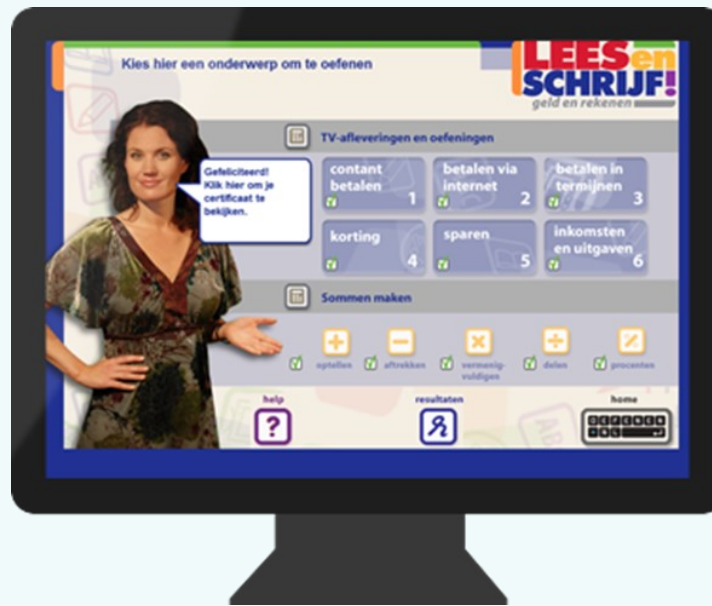 Kies hier een onderwerp om te oefenen
LEES en
SCHRIJF!
geld en rekenen
TV-afleveringen en oefeningen
Gefeliciteerd!
Klik hier om je
certificaat te
bekijken.
contant
betalen
1
betalen via
internet
2
betalen in
termijnen
3
korting
4
sparen
5
inkomsten
en uitgaven
6
Sommen maken
optellen
aftrekken
vermenig-
vuldigen
delen
procenten
help
?
resultaten
home
OEFENEN